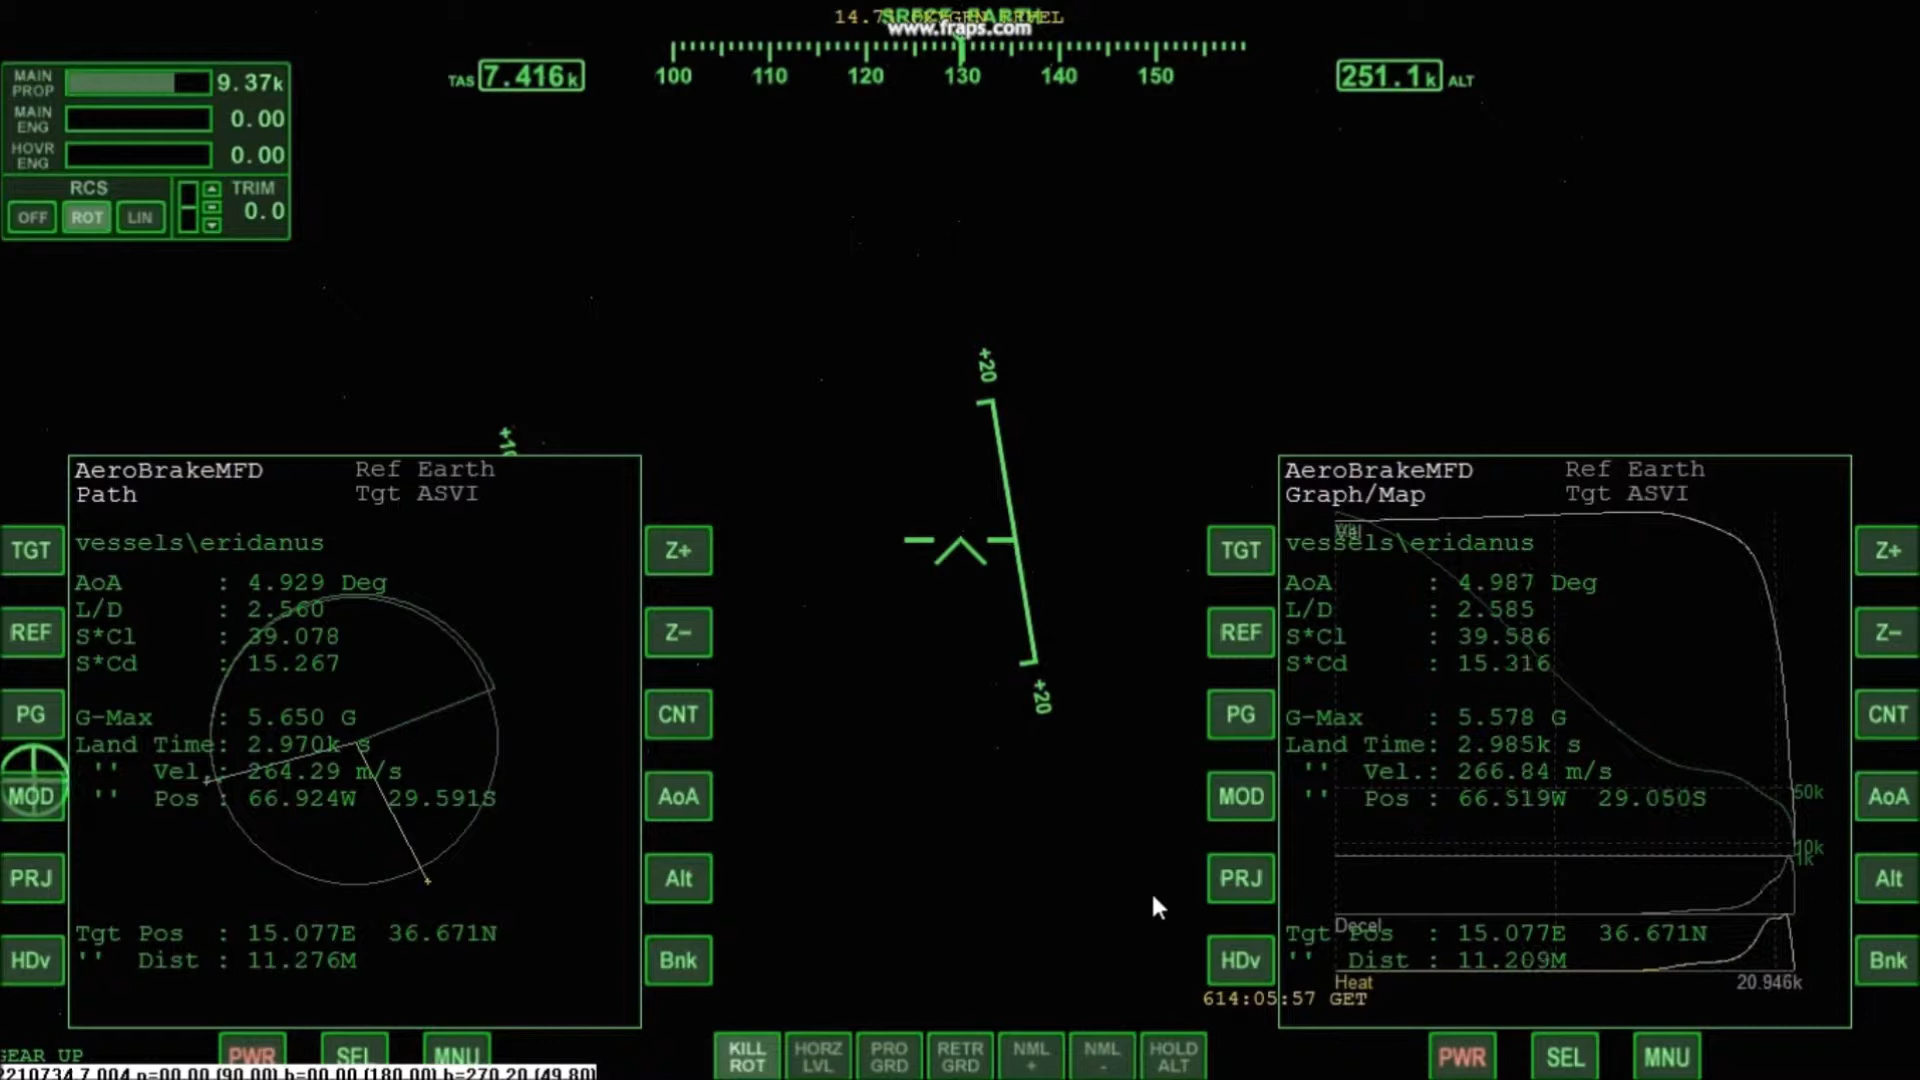 www.fraps.com
MAIN PROP 9.37k
MAIN ENG 0.00
HOVR ENG 0.00
RCS TRIM
OFF ROT LIN 0.0
TAS 7.416k
100 110 120 130 140 150
251.1k ALT
+20
+20
AeroBrakeMFD Ref Earth
Path Tgt ASVI
vessels\eridanus
AoA : 4.929 Deg
L/D : 2.560
S*Cl : 39.078
S*Cd : 15.267
G-Max : 5.650 G
Land Time: 2.970k s
'' Vel.: 264.29 m/s
'' Pos : 66.924W 29.591S
Tgt Pos : 15.077E 36.671N
'' Dist : 11.276M
TGT
REF
PG
MOD
PRJ
HDv
Z+
Z-
CNT
AoA
Alt
Bnk
PWR SEL MNU
GEAR UP
AeroBrakeMFD Ref Earth
Graph/Map Tgt ASVI
vessels\eridanus
AoA : 4.987 Deg
L/D : 2.585
S*Cl : 39.586
S*Cd : 15.316
G-Max : 5.578 G
Land Time: 2.985k s
'' Vel.: 266.84 m/s
'' Pos : 66.519W 29.050S
50k
10k
1k
Decel
Tgt Pos : 15.077E 36.671N
'' Dist : 11.209M
Heat 20.946k
614:05:57 GET
TGT
REF
PG
MOD
PRJ
HDv
Z+
Z-
CNT
AoA
Alt
Bnk
PWR SEL MNU
KILL ROT
HORZ LVL
PRO GRD
RETR GRD
NML +
NML -
HOLD ALT